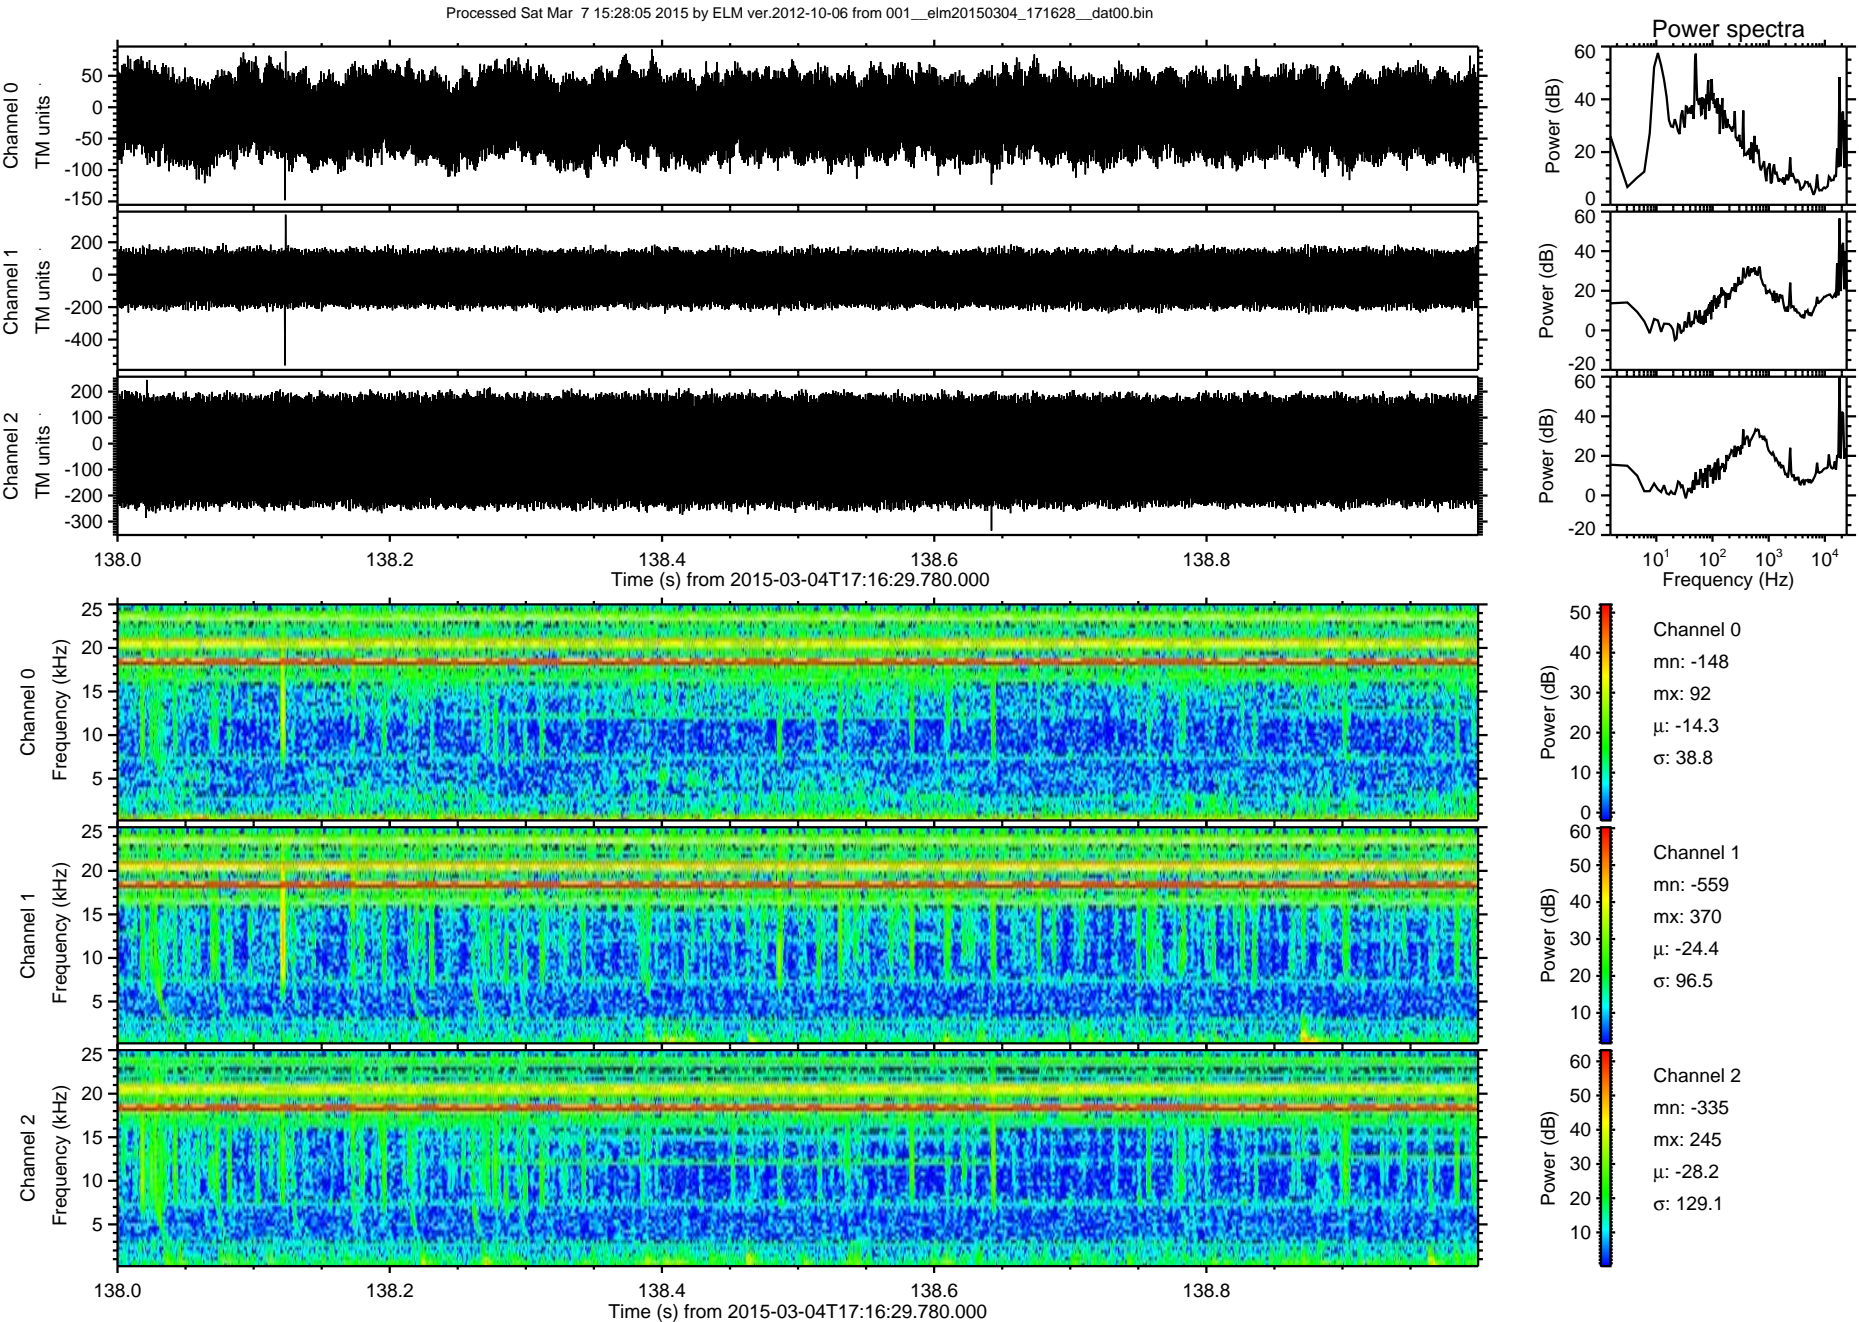 Processed Sat Mar 7 15:28:05 2015 by ELM ver.2012-10-06 from 001__elm20150304_171628__dat00.bin
Power spectra
Channel 0
TM units
50
0
-50
-100
-150
Power (dB)
60
40
20
0
Channel 1
TM units
200
0
-200
-400
Power (dB)
60
40
20
0
-20
Channel 2
TM units
200
100
0
-100
-200
-300
Power (dB)
60
40
20
0
-20
138.0 138.2 138.4 138.6 138.8
Time (s) from 2015-03-04T17:16:29.780.000
10¹ 10² 10³ 10⁴
Frequency (Hz)
Channel 0
Frequency (kHz)
25
20
15
10
5
Power (dB)
50
40
30
20
10
0
Channel 0
mn: -148
mx: 92
μ: -14.3
σ: 38.8
Channel 1
Frequency (kHz)
25
20
15
10
5
Power (dB)
60
50
40
30
20
10
Channel 1
mn: -559
mx: 370
μ: -24.4
σ: 96.5
Channel 2
Frequency (kHz)
25
20
15
10
5
Power (dB)
60
50
40
30
20
10
Channel 2
mn: -335
mx: 245
μ: -28.2
σ: 129.1
138.0 138.2 138.4 138.6 138.8
Time (s) from 2015-03-04T17:16:29.780.000